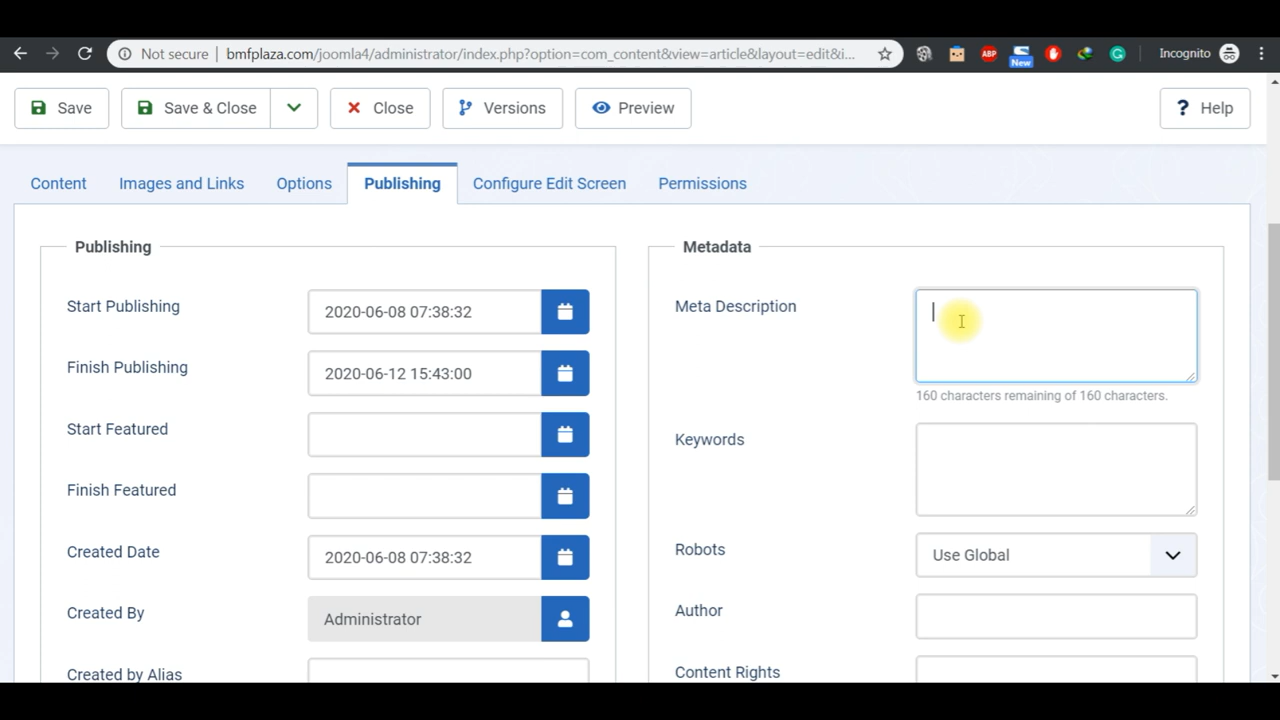 Not secure | bmfplaza.com/joomla4/administrator/index.php?option=com_content&view=article&layout=edit&i... ABP New Incognito
Save Save & Close Close Versions Preview ? Help
Content Images and Links Options Publishing Configure Edit Screen Permissions
Publishing
Start Publishing 2020-06-08 07:38:32
Finish Publishing 2020-06-12 15:43:00
Start Featured
Finish Featured
Created Date 2020-06-08 07:38:32
Created By Administrator
Created by Alias
Metadata
Meta Description
160 characters remaining of 160 characters.
Keywords
Robots Use Global
Author
Content Rights